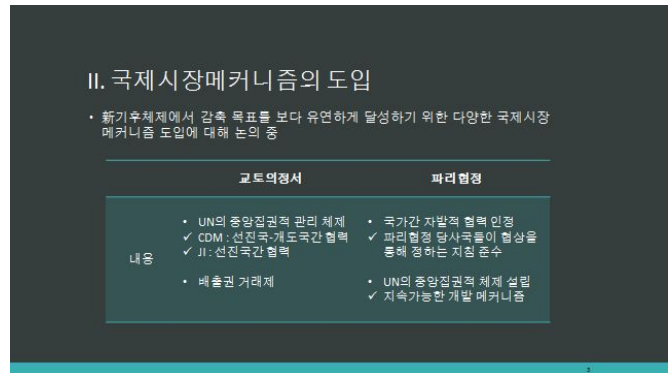 II. 국제시장메커니즘의 도입
• 新기후체제에서 감축 목표를 보다 유연하게 달성하기 위한 다양한 국제시장
메커니즘 도입에 대해 논의 중
교토의정서
파리협정
내용
• UN의 중앙집권적 관리 체제
✓ CDM : 선진국-개도국간 협력
✓ JI : 선진국간 협력
• 배출권 거래제
• 국가간 자발적 협력 인정
✓ 파리협정 당사국들이 협상을
통해 정하는 지침 준수
• UN의 중앙집권적 체제 설립
✓ 지속가능한 개발 메커니즘